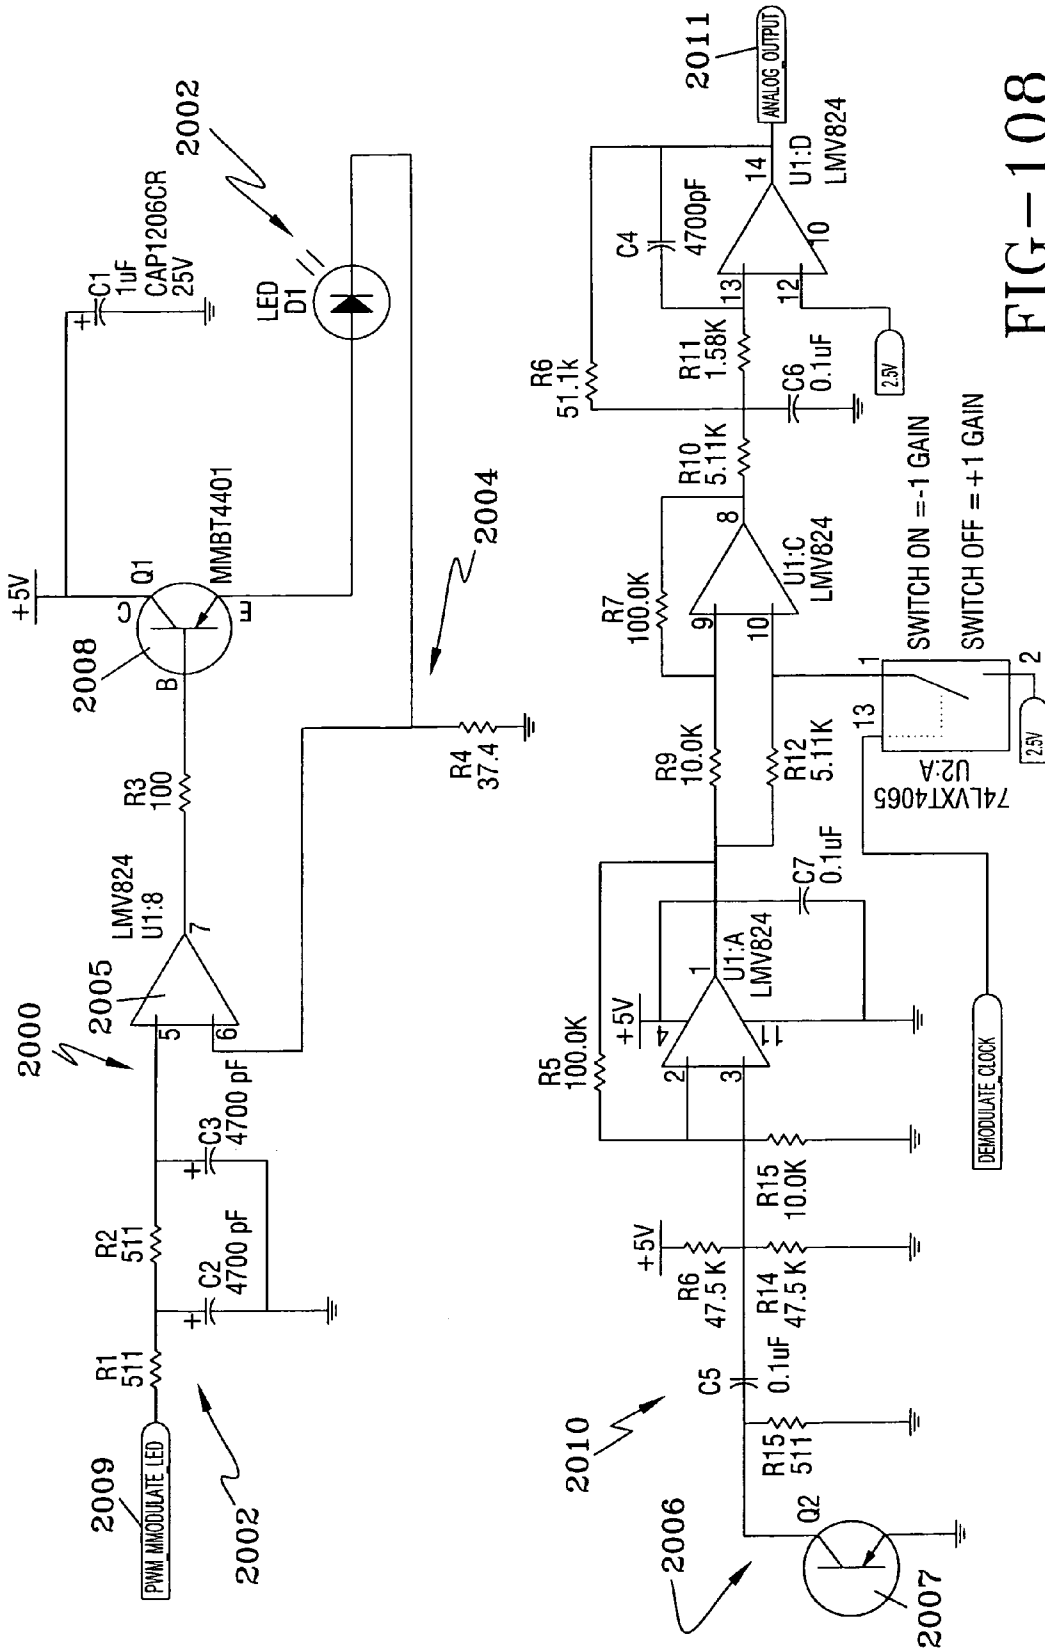 2000
2005
LMV824
U1:8
R3
100
5
6
7
2008
B
C
E
+5V
Q1
MMBT4401
+
C1
1uF
CAP1206CR
25V
2002
LED
D1
2004
R4
37.4
2009
PWM_MMODULATE_LED
R1
511
R2
511
+
C2
4700 pF
+
C3
4700 pF
2002
2006
2007
Q2
2010
R15
511
C5
0.1uF
+5V
R6
47.5 K
R14
47.5 K
R15
10.0K
R5
100.0K
+5V
4
2
3
11
1
U1:A
LMV824
C7
0.1uF
R9
10.0K
R12
5.11K
R7
100.0K
9
10
8
U1:C
LMV824
R10
5.11K
R6
51.1k
R11
1.58K
C6
0.1uF
C4
4700pF
13
12
14
10
U1:D
LMV824
2.5V
ANALOG_OUTPUT
2011
DEMODULATE_CLOCK
74LVXT4065
U2:A
13
1
2
2.5V
SWITCH ON =-1 GAIN
SWITCH OFF = +1 GAIN
FIG-108